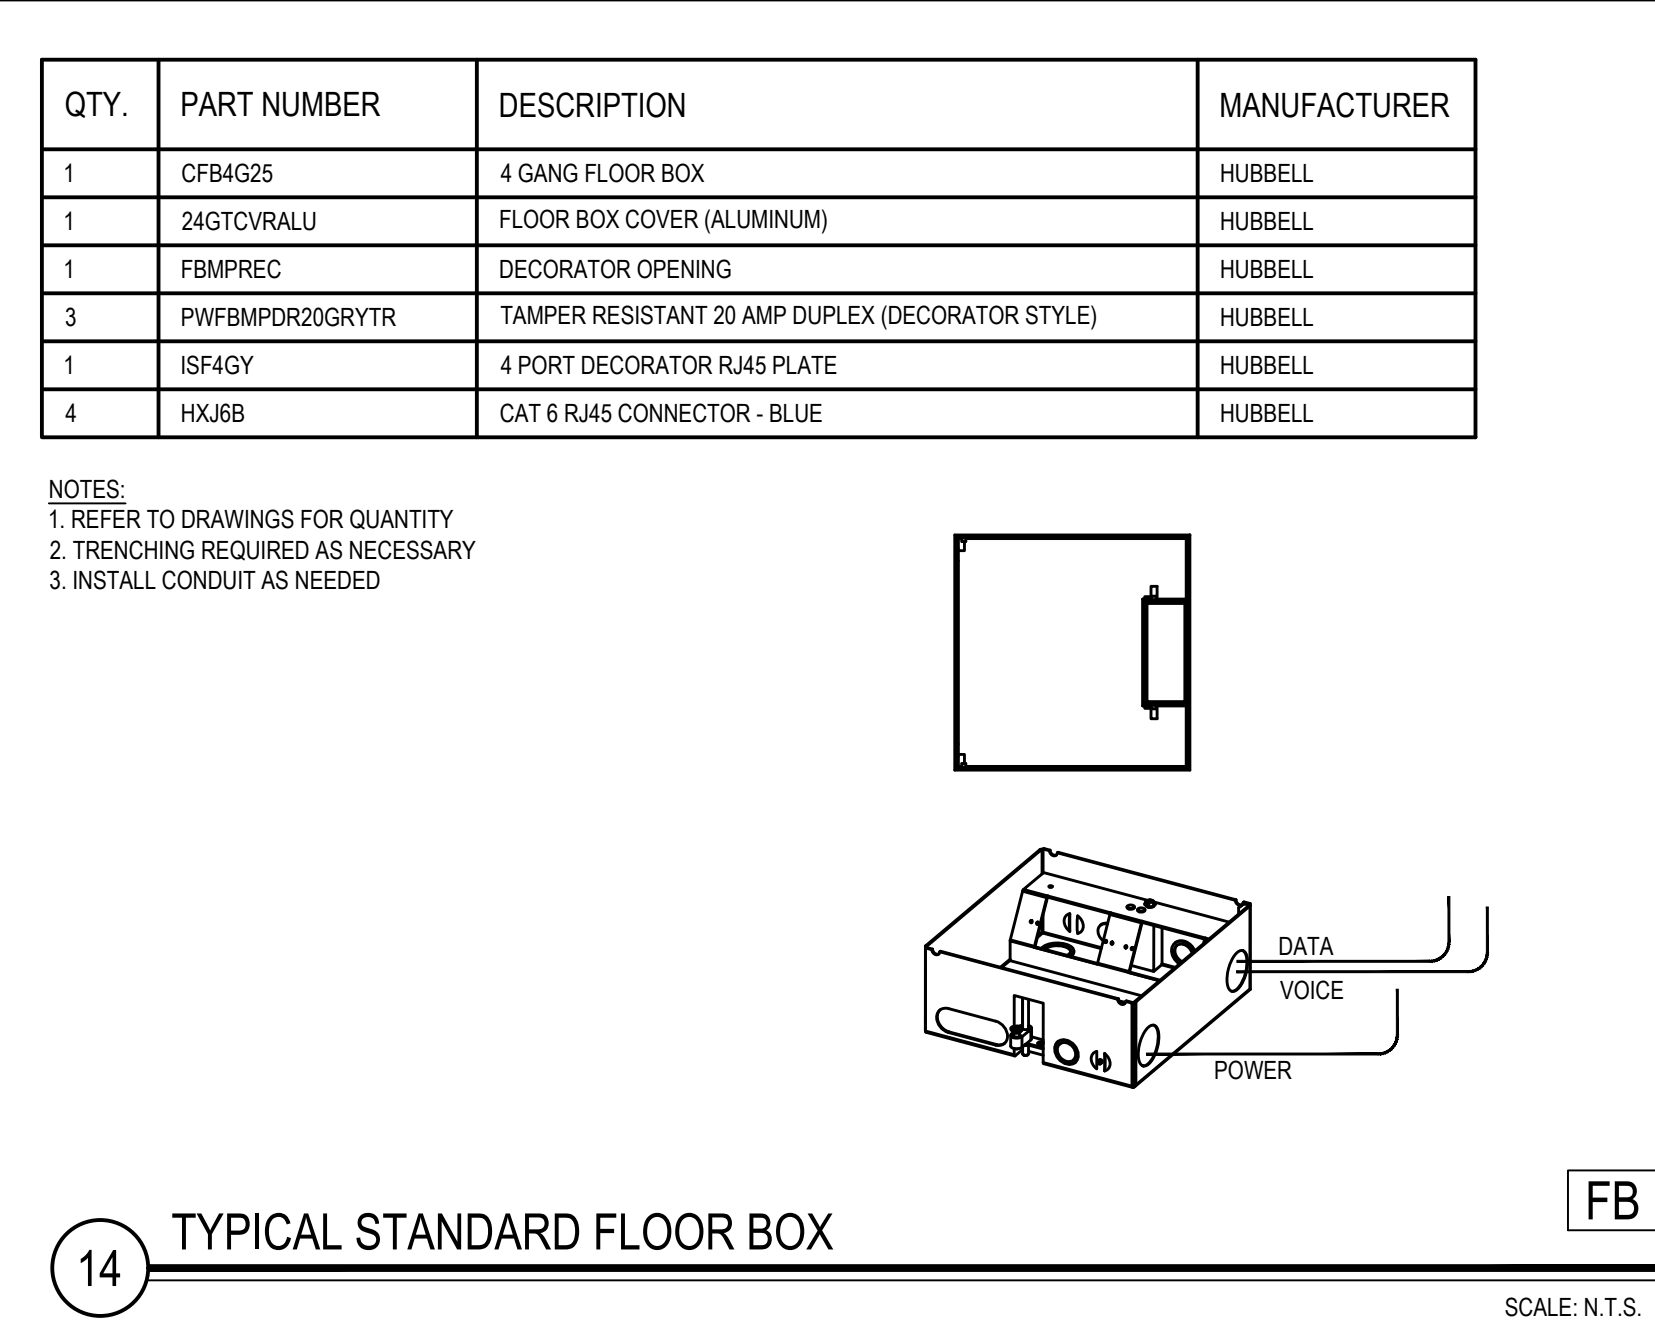 QTY. PART NUMBER DESCRIPTION MANUFACTURER
1 CFB4G25 4 GANG FLOOR BOX HUBBELL
1 24GTCVRALU FLOOR BOX COVER (ALUMINUM) HUBBELL
1 FBMPREC DECORATOR OPENING HUBBELL
3 PWFBMPDR20GRYTR TAMPER RESISTANT 20 AMP DUPLEX (DECORATOR STYLE) HUBBELL
1 ISF4GY 4 PORT DECORATOR RJ45 PLATE HUBBELL
4 HXJ6B CAT 6 RJ45 CONNECTOR - BLUE HUBBELL
NOTES:
1. REFER TO DRAWINGS FOR QUANTITY
2. TRENCHING REQUIRED AS NECESSARY
3. INSTALL CONDUIT AS NEEDED
DATA
VOICE
POWER
FB
14 TYPICAL STANDARD FLOOR BOX
SCALE: N.T.S.